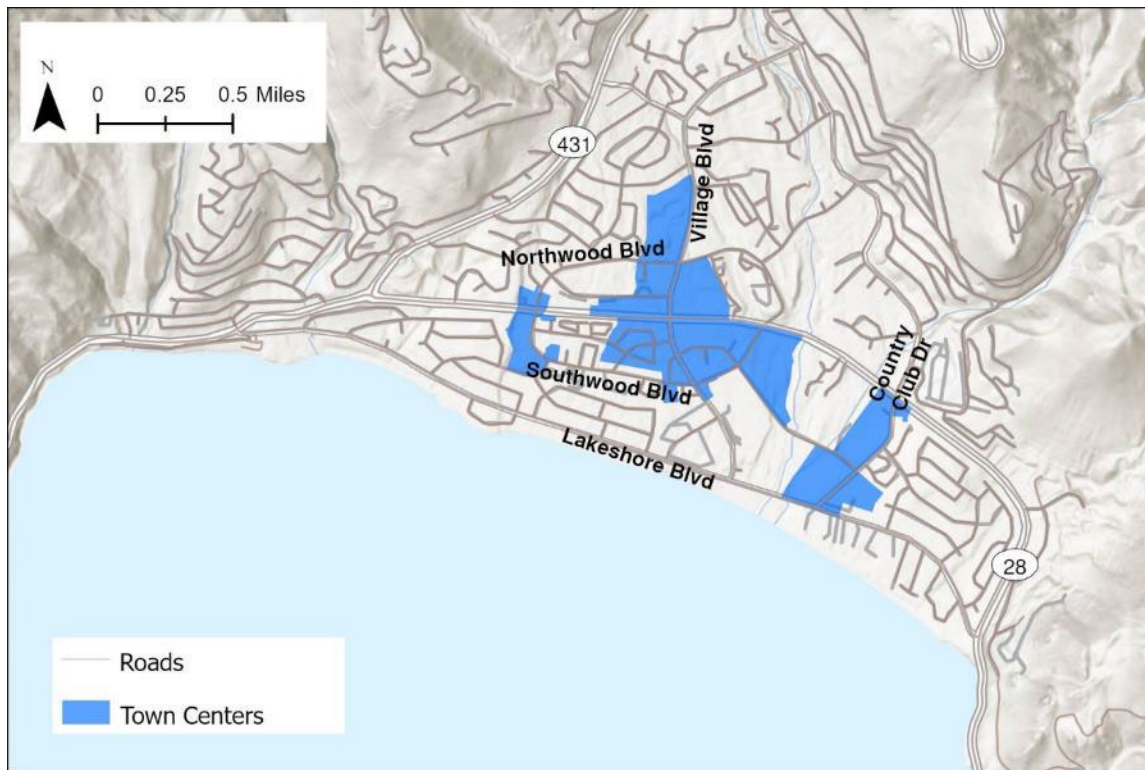 N
0 0.25 0.5 Miles
431
Village Blvd
Northwood Blvd
Country
Club Dr
Southwood Blvd
Lakeshore Blvd
28
Roads
Town Centers